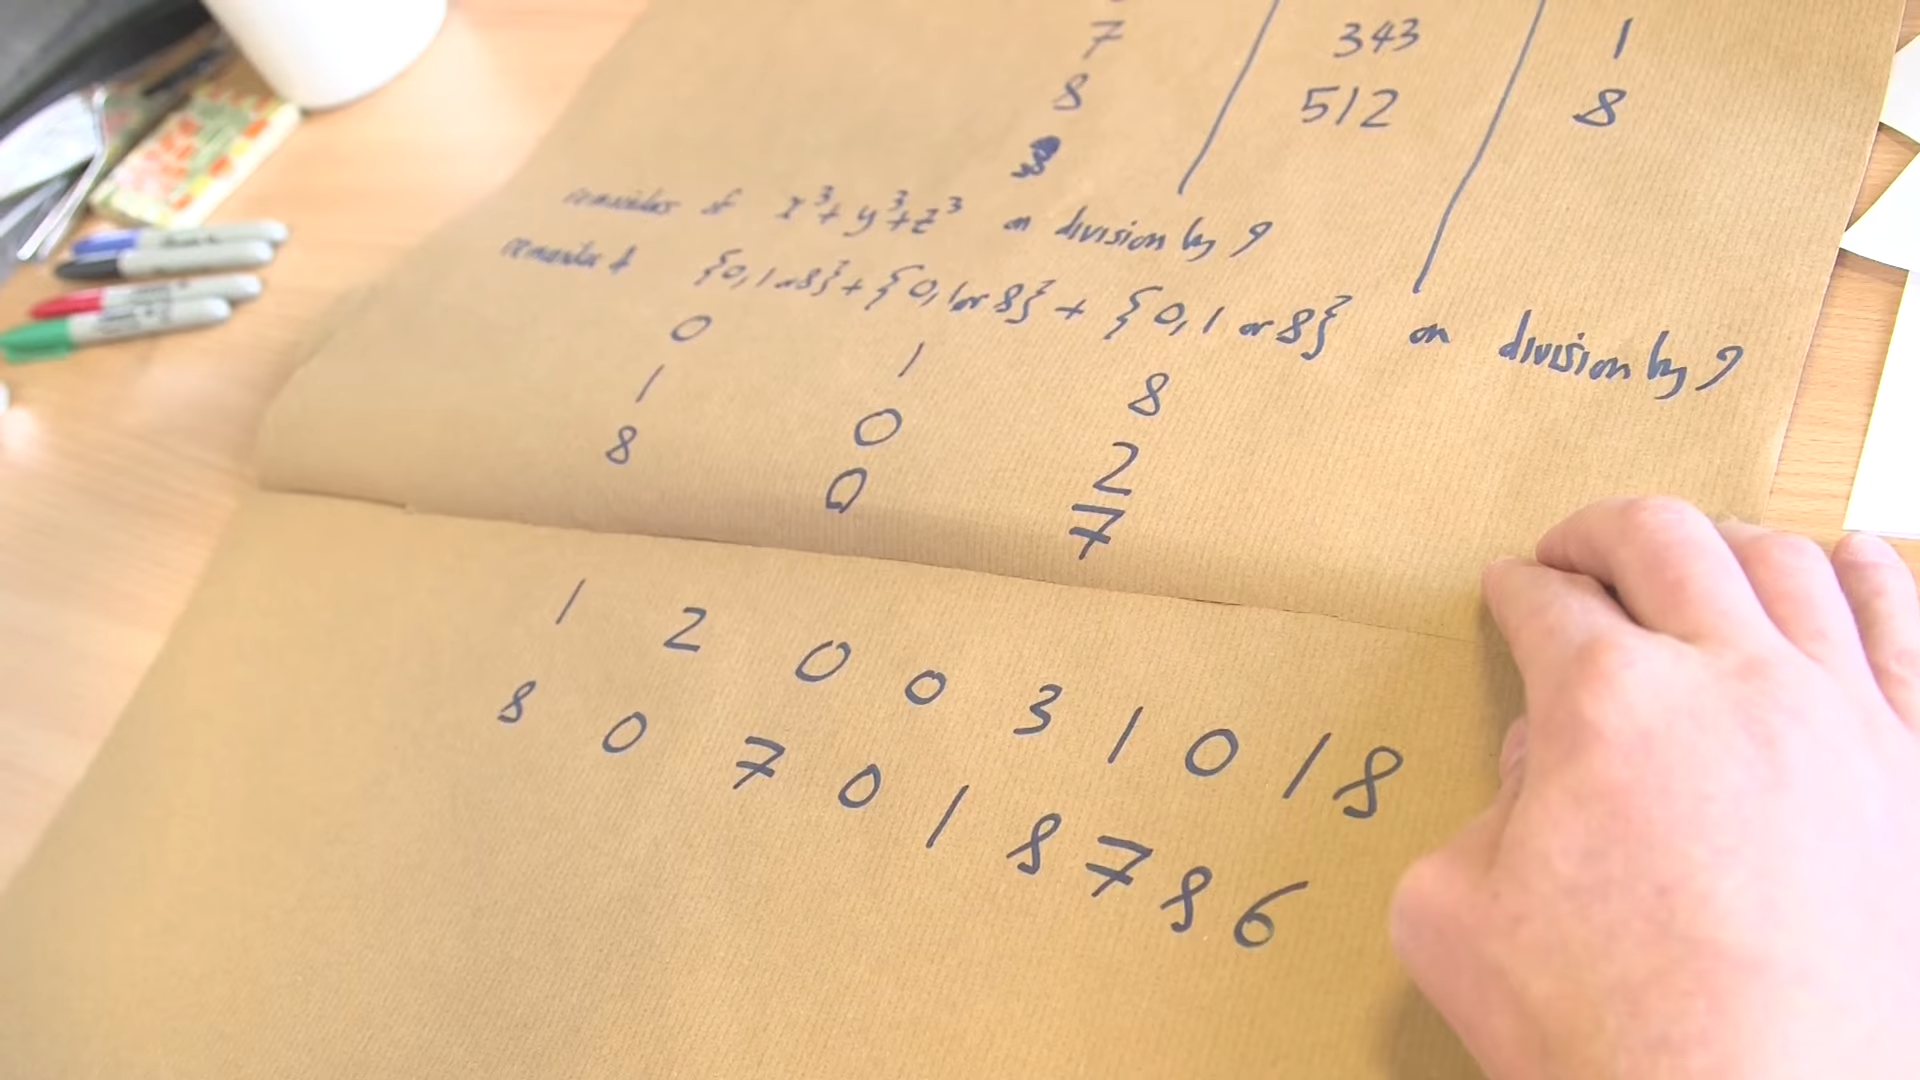 7 343 1
8 512 8
remainder of x³+y³+z³ on division by 9
remainder of {0,1 or 8}+{0,1 or 8}+{0,1 or 8} on division by 9
0 1 8
1 0 2
8 0 7
1 2 0 0 3 1 0 1 8
8 0 7 0 1 8 7 8 6